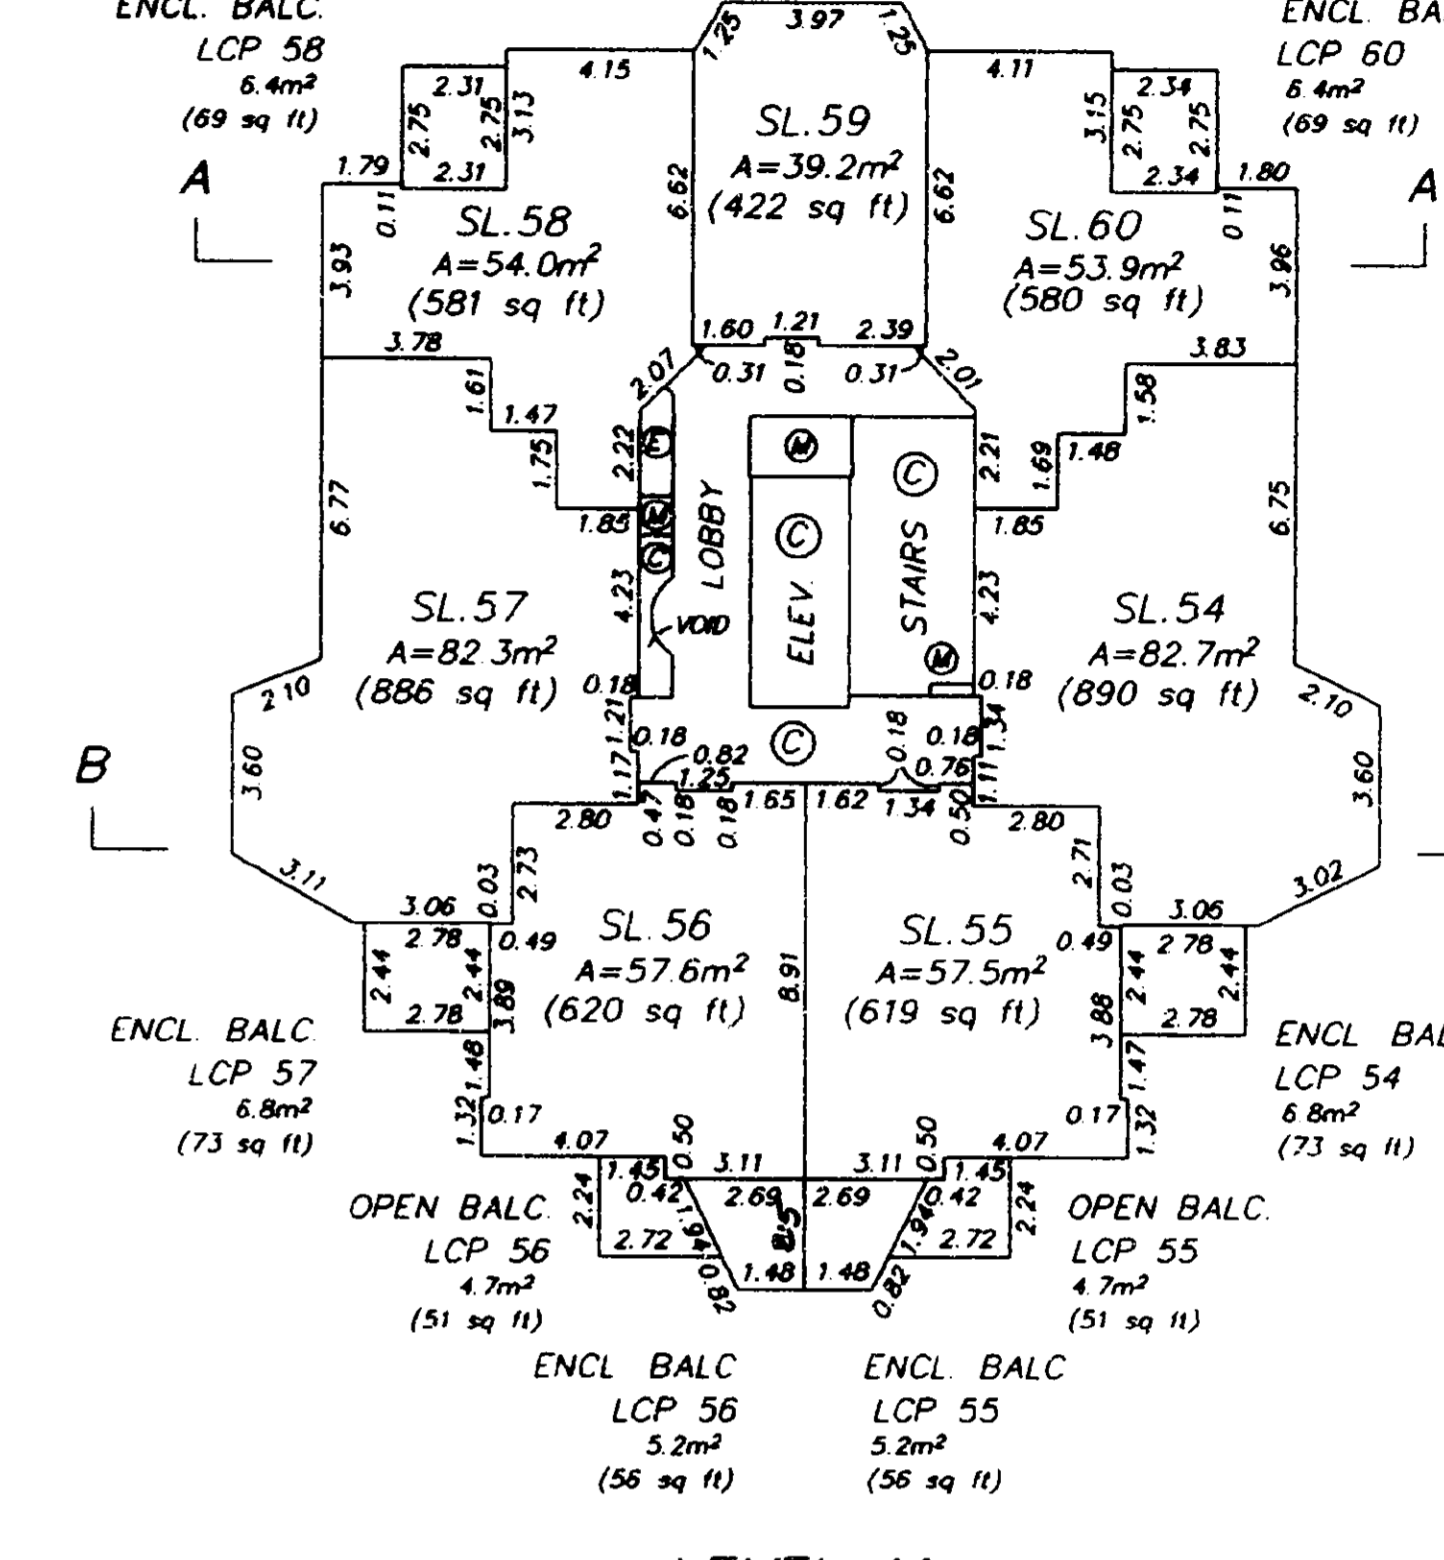 ENCL. BALC.
LCP 58
6.4m²
(69 sq ft)
ENCL. BA
LCP 60
6.4m²
(69 sq ft)
1.25
3.97
1.25
4.15
4.11
2.31
2.75
2.75
3.13
2.31
1.79
0.11
3.15
2.34
2.75
2.75
2.34
1.80
0.11
A
A
SL.59
A=39.2m²
(422 sq ft)
6.62
6.62
SL.58
A=54.0m²
(581 sq ft)
3.93
SL.60
A=53.9m²
(580 sq ft)
3.96
1.60
1.21
2.39
0.31
0.18
0.31
2.07
2.01
3.78
1.61
1.47
1.75
1.85
2.22
3.83
1.58
1.48
1.69
1.85
2.21
E
M
C
M
C
C
M
C
LOBBY
ELEV.
STAIRS
VOID
6.77
6.75
4.23
4.23
SL.57
A=82.3m²
(886 sq ft)
SL.54
A=82.7m²
(890 sq ft)
0.18
1.21
0.18
1.17
0.82
1.25
0.47
0.18
0.18
1.65
1.62
0.18
1.34
0.76
0.50
0.18
1.34
0.18
1.11
2.10
3.60
3.11
2.10
3.60
3.02
B
2.80
2.73
0.03
3.06
2.80
2.71
0.03
3.06
2.78
2.44
2.44
2.78
0.49
3.89
SL.56
A=57.6m²
(620 sq ft)
8.91
SL.55
A=57.5m²
(619 sq ft)
0.49
3.88
2.78
2.44
2.44
2.78
ENCL. BALC.
LCP 57
6.8m²
(73 sq ft)
ENCL BAL
LCP 54
6.8m²
(73 sq ft)
1.48
1.32
0.17
4.07
0.50
3.11
3.11
0.50
4.07
0.17
1.47
1.32
1.45
0.42
2.24
2.72
1.94
0.82
2.69
2.69
1.48
1.48
1.94
0.82
0.42
1.45
2.72
2.24
OPEN BALC.
LCP 56
4.7m²
(51 sq ft)
OPEN BALC.
LCP 55
4.7m²
(51 sq ft)
ENCL BALC
LCP 56
5.2m²
(56 sq ft)
ENCL. BALC
LCP 55
5.2m²
(56 sq ft)